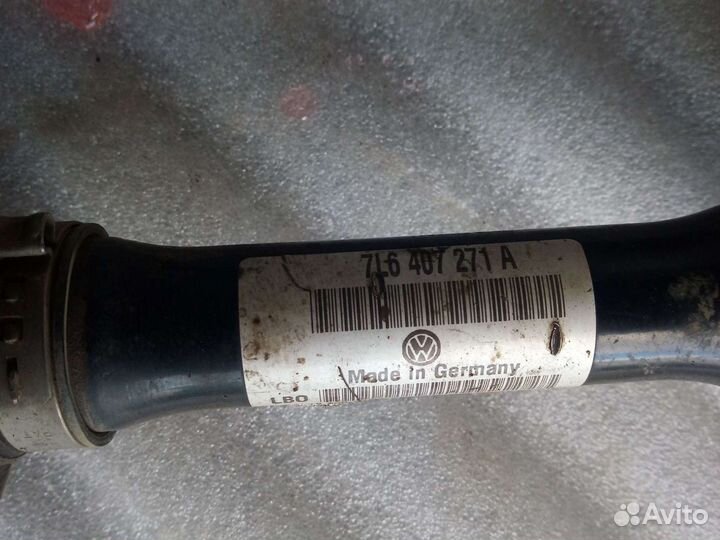 7L6 407 271 A
Made in Germany
LBO
Avito